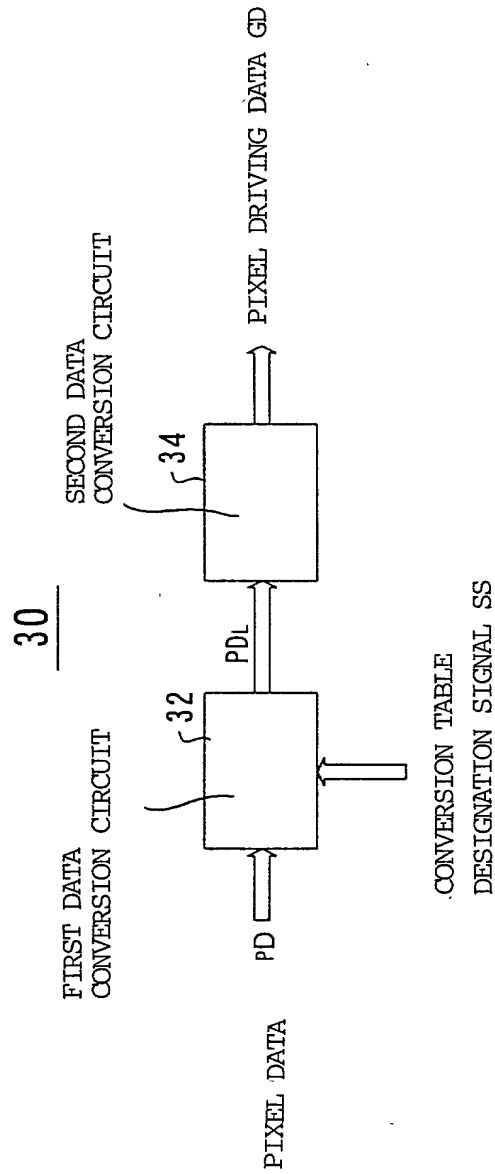 30
FIRST DATA
CONVERSION CIRCUIT
SECOND DATA
CONVERSION CIRCUIT
32
34
PIXEL DATA
PD
PDL
PIXEL DRIVING DATA GD
CONVERSION TABLE
DESIGNATION SIGNAL SS